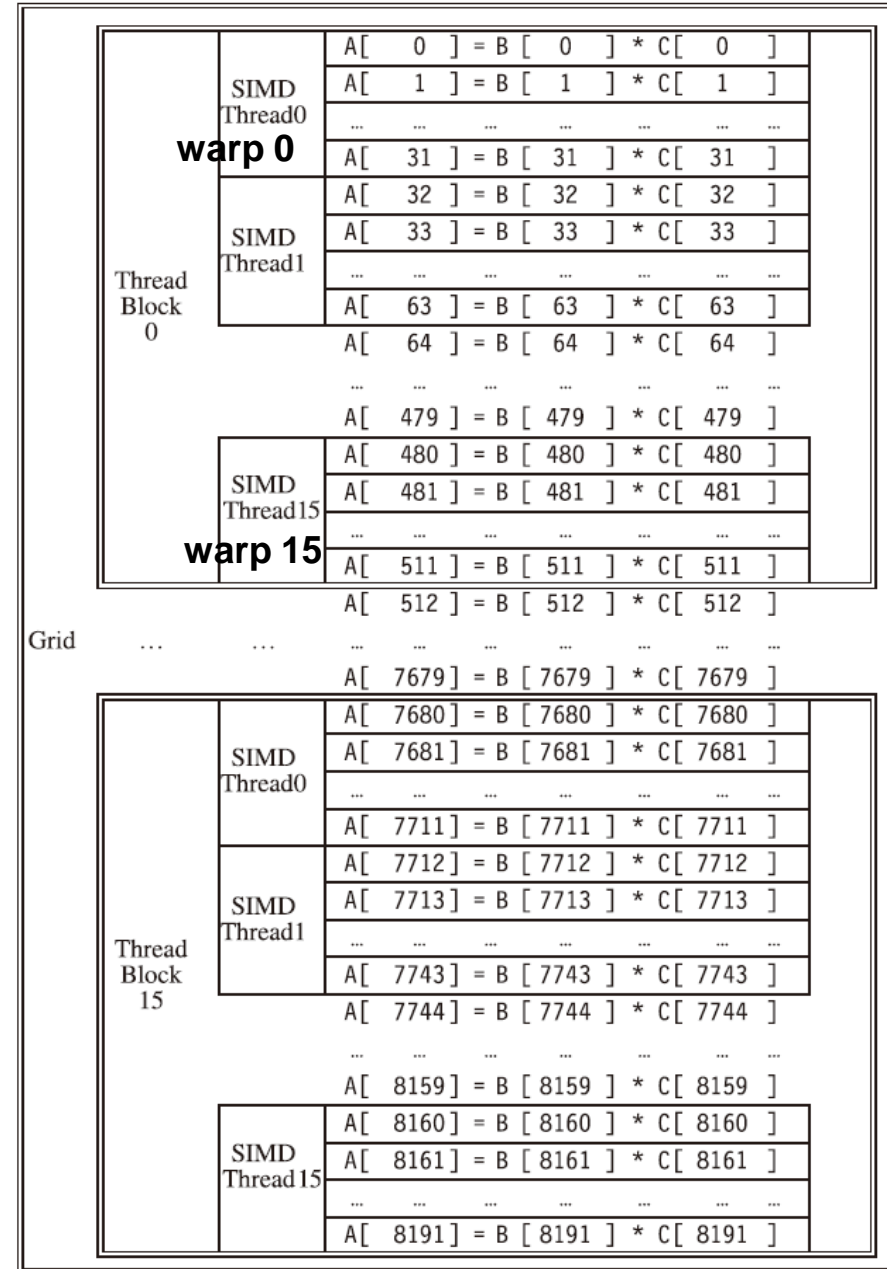 A[ 0 ] = B [ 0 ] * C[ 0 ]
A[ 1 ] = B [ 1 ] * C[ 1 ]
SIMD
Thread0
... ... ... ... ... ... ...
warp 0
A[ 31 ] = B [ 31 ] * C[ 31 ]
A[ 32 ] = B [ 32 ] * C[ 32 ]
A[ 33 ] = B [ 33 ] * C[ 33 ]
SIMD
Thread1
... ... ... ... ... ... ...
Thread
Block
0
A[ 63 ] = B [ 63 ] * C[ 63 ]
A[ 64 ] = B [ 64 ] * C[ 64 ]
... ... ... ... ... ... ...
A[ 479 ] = B [ 479 ] * C[ 479 ]
A[ 480 ] = B [ 480 ] * C[ 480 ]
A[ 481 ] = B [ 481 ] * C[ 481 ]
SIMD
Thread15
... ... ... ... ... ... ...
warp 15
A[ 511 ] = B [ 511 ] * C[ 511 ]
A[ 512 ] = B [ 512 ] * C[ 512 ]
Grid ... ... ... ... ... ... ... ... ...
A[ 7679] = B [ 7679 ] * C[ 7679 ]
A[ 7680] = B [ 7680 ] * C[ 7680 ]
A[ 7681] = B [ 7681 ] * C[ 7681 ]
SIMD
Thread0
... ... ... ... ... ... ...
A[ 7711] = B [ 7711 ] * C[ 7711 ]
A[ 7712] = B [ 7712 ] * C[ 7712 ]
A[ 7713] = B [ 7713 ] * C[ 7713 ]
SIMD
Thread1
... ... ... ... ... ... ...
Thread
Block
15
A[ 7743] = B [ 7743 ] * C[ 7743 ]
A[ 7744] = B [ 7744 ] * C[ 7744 ]
... ... ... ... ... ... ...
A[ 8159] = B [ 8159 ] * C[ 8159 ]
A[ 8160] = B [ 8160 ] * C[ 8160 ]
A[ 8161] = B [ 8161 ] * C[ 8161 ]
SIMD
Thread15
... ... ... ... ... ... ...
A[ 8191] = B [ 8191 ] * C[ 8191 ]